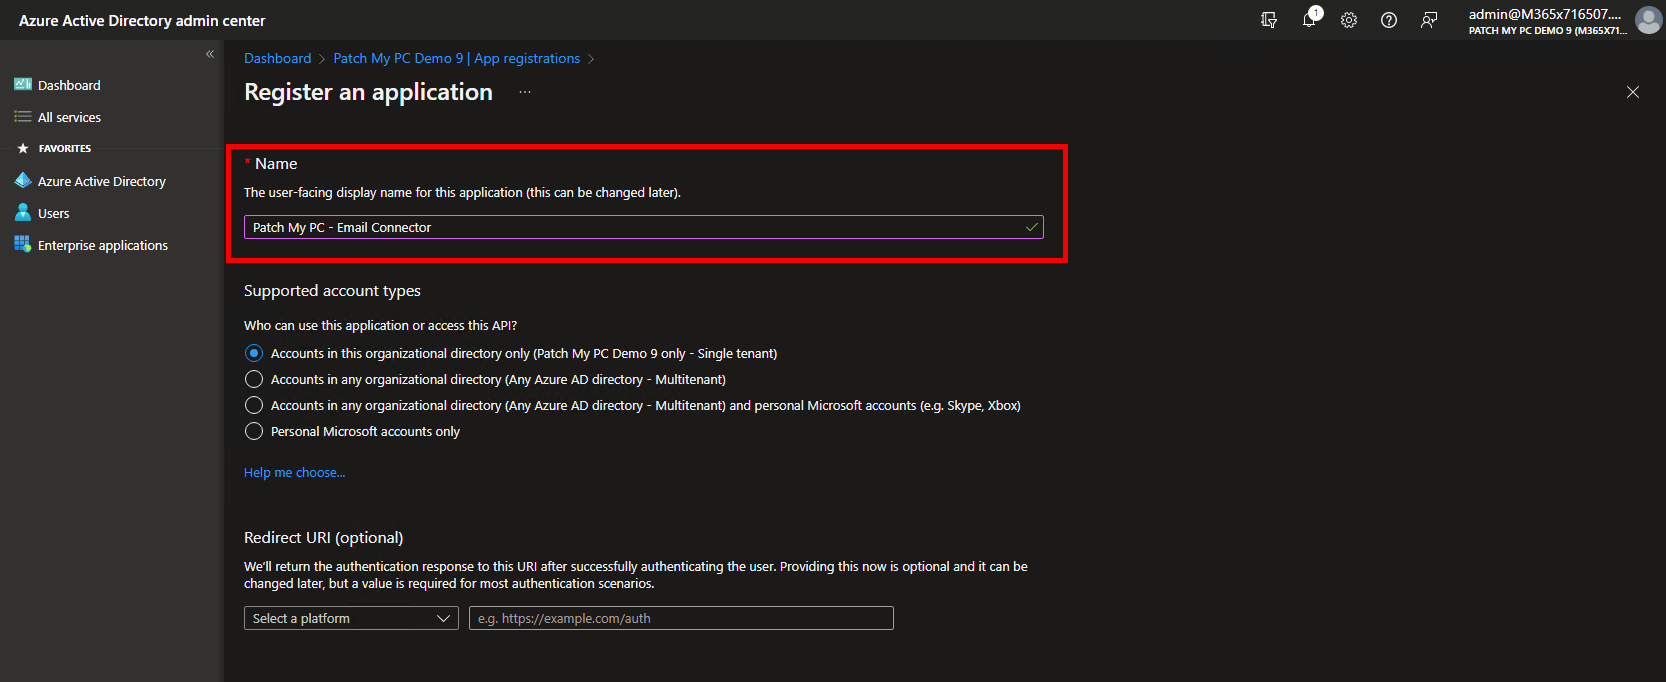 Azure Active Directory admin center
1
admin@M365x716507....
PATCH MY PC DEMO 9 (M365X71...
«
Dashboard
All services
FAVORITES
Azure Active Directory
Users
Enterprise applications
Dashboard > Patch My PC Demo 9 | App registrations >
Register an application ...
* Name
The user-facing display name for this application (this can be changed later).
Patch My PC - Email Connector
Supported account types
Who can use this application or access this API?
Accounts in this organizational directory only (Patch My PC Demo 9 only - Single tenant)
Accounts in any organizational directory (Any Azure AD directory - Multitenant)
Accounts in any organizational directory (Any Azure AD directory - Multitenant) and personal Microsoft accounts (e.g. Skype, Xbox)
Personal Microsoft accounts only
Help me choose...
Redirect URI (optional)
We'll return the authentication response to this URI after successfully authenticating the user. Providing this now is optional and it can be
changed later, but a value is required for most authentication scenarios.
Select a platform
e.g. https://example.com/auth